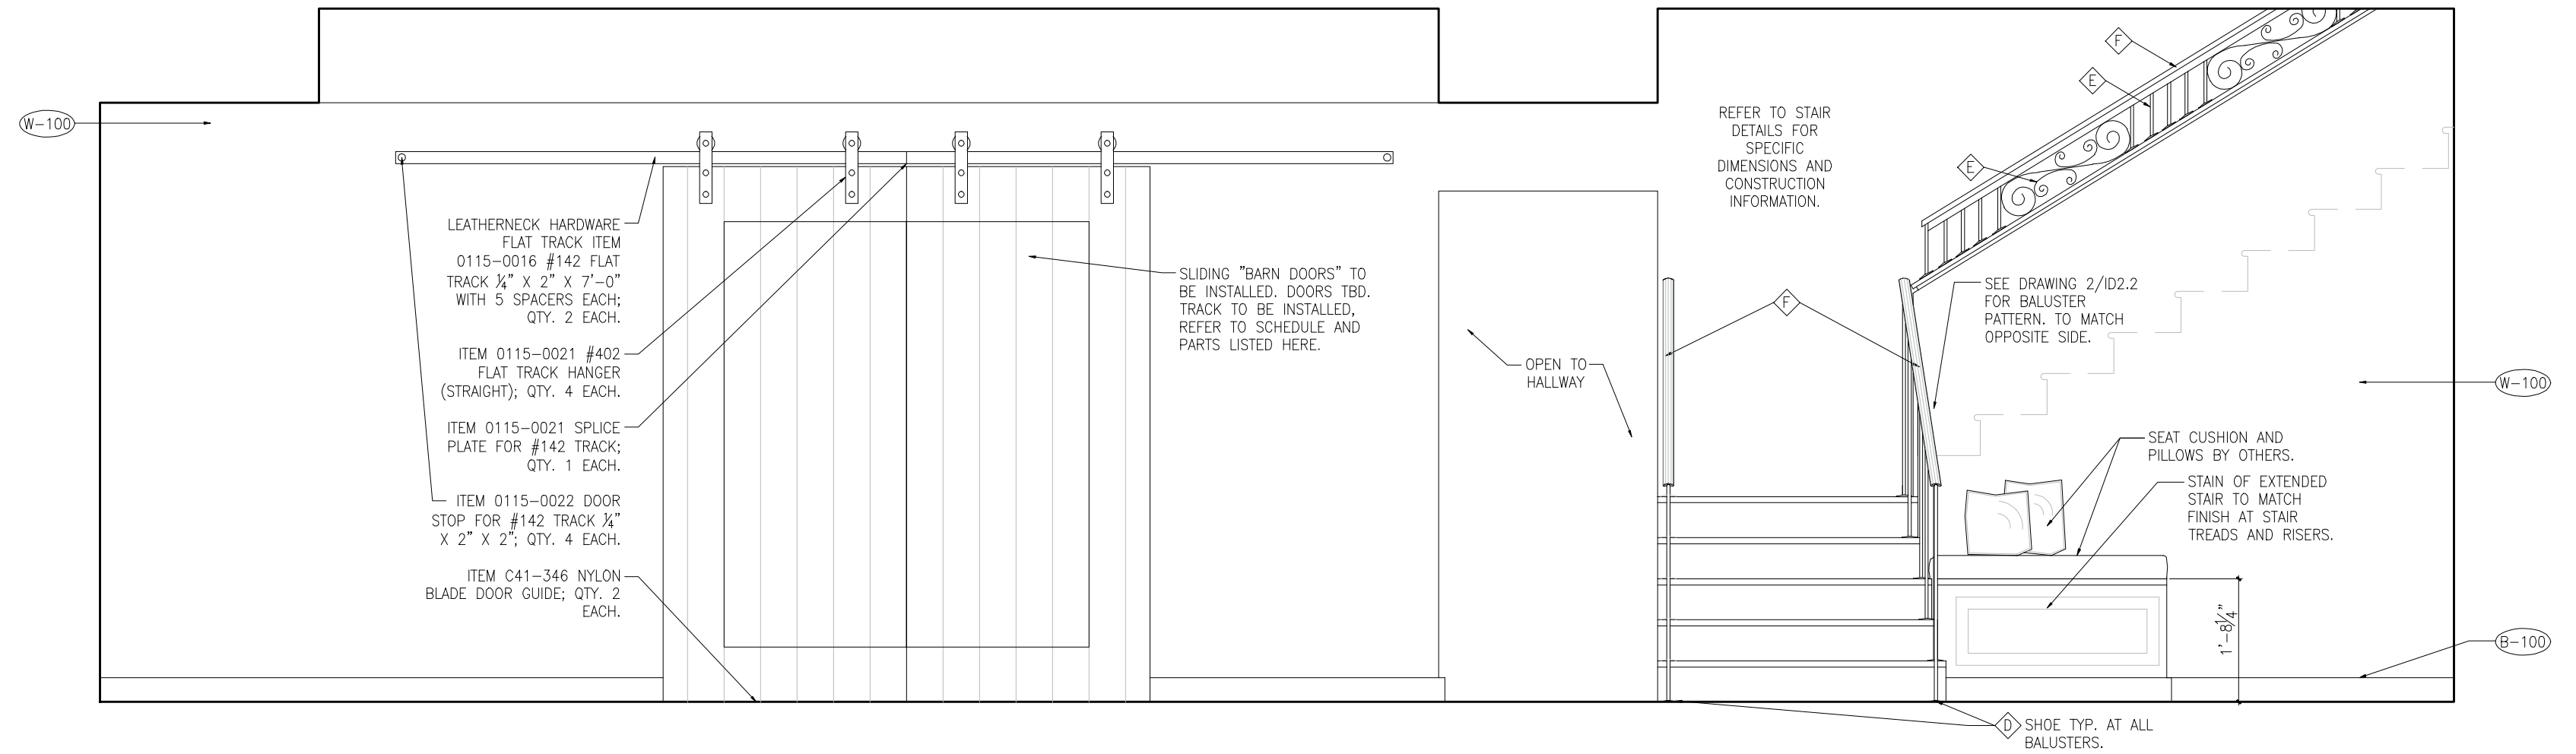 F
E
W-100
REFER TO STAIR
DETAILS FOR
SPECIFIC
DIMENSIONS AND
CONSTRUCTION
INFORMATION.
E
LEATHERNECK HARDWARE
FLAT TRACK ITEM
0115-0016 #142 FLAT
TRACK ¼" X 2" X 7'-0"
WITH 5 SPACERS EACH;
QTY. 2 EACH.
ITEM 0115-0021 #402
FLAT TRACK HANGER
(STRAIGHT); QTY. 4 EACH.
ITEM 0115-0021 SPLICE
PLATE FOR #142 TRACK;
QTY. 1 EACH.
ITEM 0115-0022 DOOR
STOP FOR #142 TRACK ¼"
X 2" X 2"; QTY. 4 EACH.
ITEM C41-346 NYLON
BLADE DOOR GUIDE; QTY. 2
EACH.
SLIDING "BARN DOORS" TO
BE INSTALLED. DOORS TBD.
TRACK TO BE INSTALLED,
REFER TO SCHEDULE AND
PARTS LISTED HERE.
OPEN TO
HALLWAY
F
SEE DRAWING 2/ID2.2
FOR BALUSTER
PATTERN. TO MATCH
OPPOSITE SIDE.
W-100
SEAT CUSHION AND
PILLOWS BY OTHERS.
STAIN OF EXTENDED
STAIR TO MATCH
FINISH AT STAIR
TREADS AND RISERS.
1'-8¼"
B-100
D SHOE TYP. AT ALL
BALUSTERS.